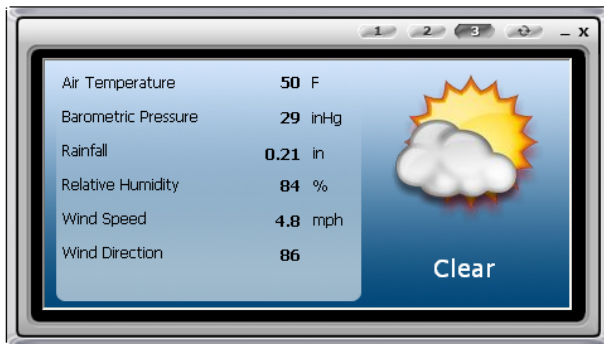 1 2 3 – X
Air Temperature 50 F
Barometric Pressure 29 inHg
Rainfall 0.21 in
Relative Humidity 84 %
Wind Speed 4.8 mph
Wind Direction 86
Clear